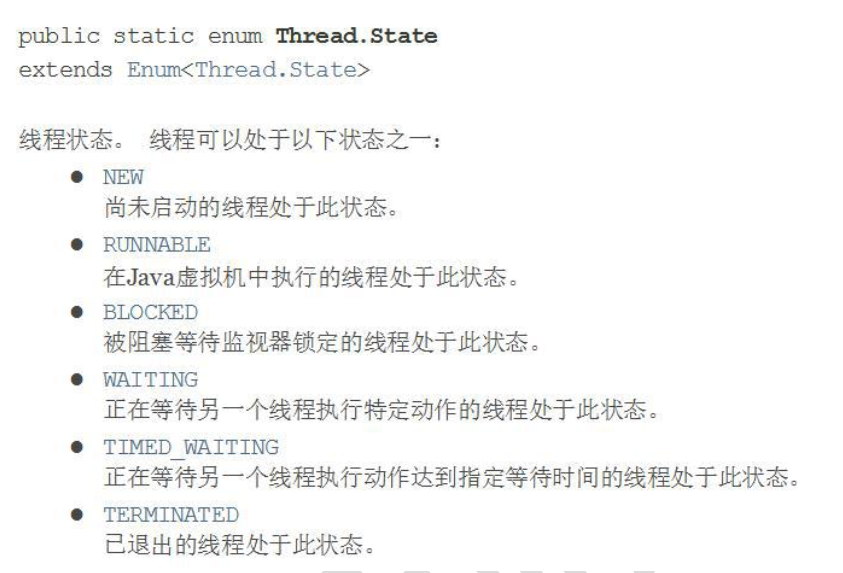 public static enum Thread.State
extends Enum<Thread.State>
线程状态。 线程可以处于以下状态之一:
● NEW
尚未启动的线程处于此状态。
● RUNNABLE
在Java虚拟机中执行的线程处于此状态。
● BLOCKED
被阻塞等待监视器锁定的线程处于此状态。
● WAITING
正在等待另一个线程执行特定动作的线程处于此状态。
● TIMED_WAITING
正在等待另一个线程执行动作达到指定等待时间的线程处于此状态。
● TERMINATED
已退出的线程处于此状态。